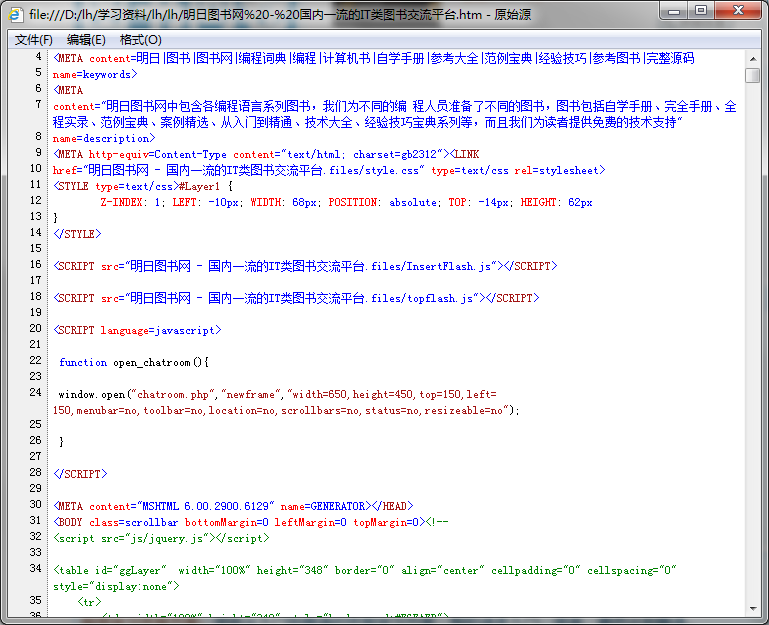 file:///D:/lh/学习资料/lh/lh/明日图书网%20-%20国内一流的IT类图书交流平台.htm - 原始源
文件(F) 编辑(E) 格式(O)
4 <META content=明日|图书|图书网|编程词典|编程|计算机书|自学手册|参考大全|范例宝典|经验技巧|参考图书|完整源码
5 name=keywords>
6 <META
7 content="明日图书网中包含各编程语言系列图书，我们为不同的编 程人员准备了不同的图书，图书包括自学手册、完全手册、全
程实录、范例宝典、案例精选、从入门到精通、技术大全、经验技巧宝典系列等，而且我们为读者提供免费的技术支持"
8 name=description>
9 <META http-equiv=Content-Type content="text/html; charset=gb2312"><LINK
10 href="明日图书网 - 国内一流的IT类图书交流平台.files/style.css" type=text/css rel=stylesheet>
11 <STYLE type=text/css>#Layer1 {
12 Z-INDEX: 1; LEFT: -10px; WIDTH: 68px; POSITION: absolute; TOP: -14px; HEIGHT: 62px
13 }
14 </STYLE>
15
16 <SCRIPT src="明日图书网 - 国内一流的IT类图书交流平台.files/InsertFlash.js"></SCRIPT>
17
18 <SCRIPT src="明日图书网 - 国内一流的IT类图书交流平台.files/topflash.js"></SCRIPT>
19
20 <SCRIPT language=javascript>
21
22 function open_chatroom(){
23
24 window.open("chatroom.php","newframe","width=650,height=450,top=150,left=
150,menubar=no,toolbar=no,location=no,scrollbars=no,status=no,resizeable=no");
25
26 }
27
28 </SCRIPT>
29
30 <META content="MSHTML 6.00.2900.6129" name=GENERATOR></HEAD>
31 <BODY class=scrollbar bottomMargin=0 leftMargin=0 topMargin=0><!--
32 <script src="js/jquery.js"></script>
33
34 <table id="ggLayer" width="100%" height="348" border="0" align="center" cellpadding="0" cellspacing="0"
style="display:none">
35 <tr>